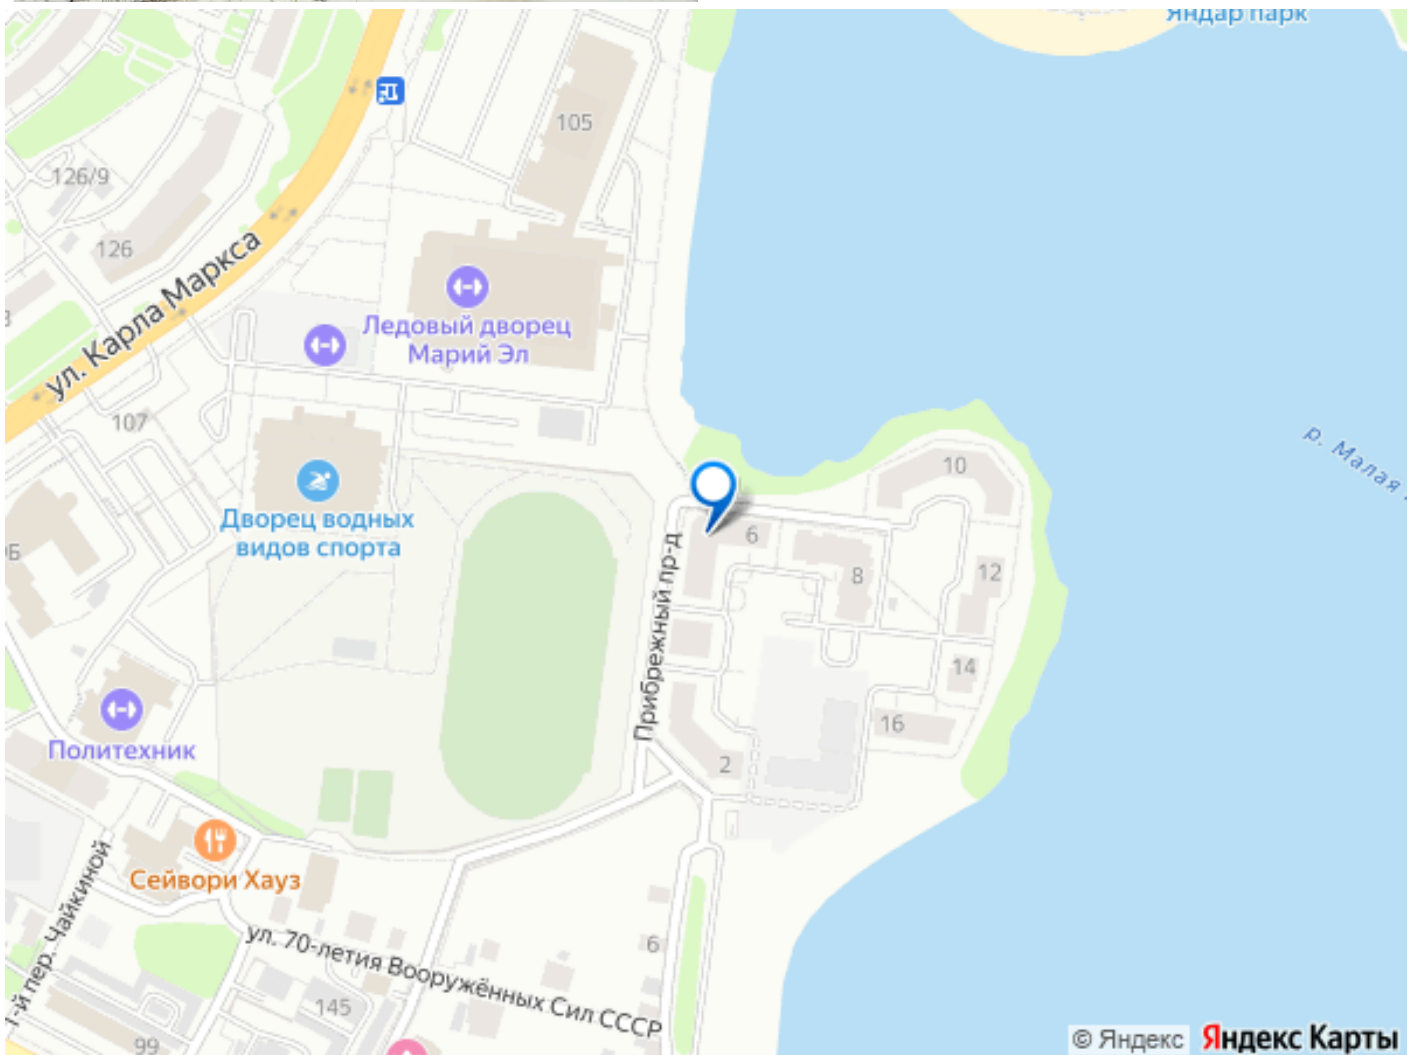 Яндар парк
105
126/9
126
ул. Карла Маркса
Ледовый дворец
Марий Эл
107
р. Малая
10
Дворец водных
видов спорта
6
8
12
Прибрежный пр-д
14
16
Политехник
2
Сейвори Хауз
1-й пер. Чайкиной
ул. 70-летия Вооружённых Сил СССР
6
145
99
© Яндекс Яндекс Карты